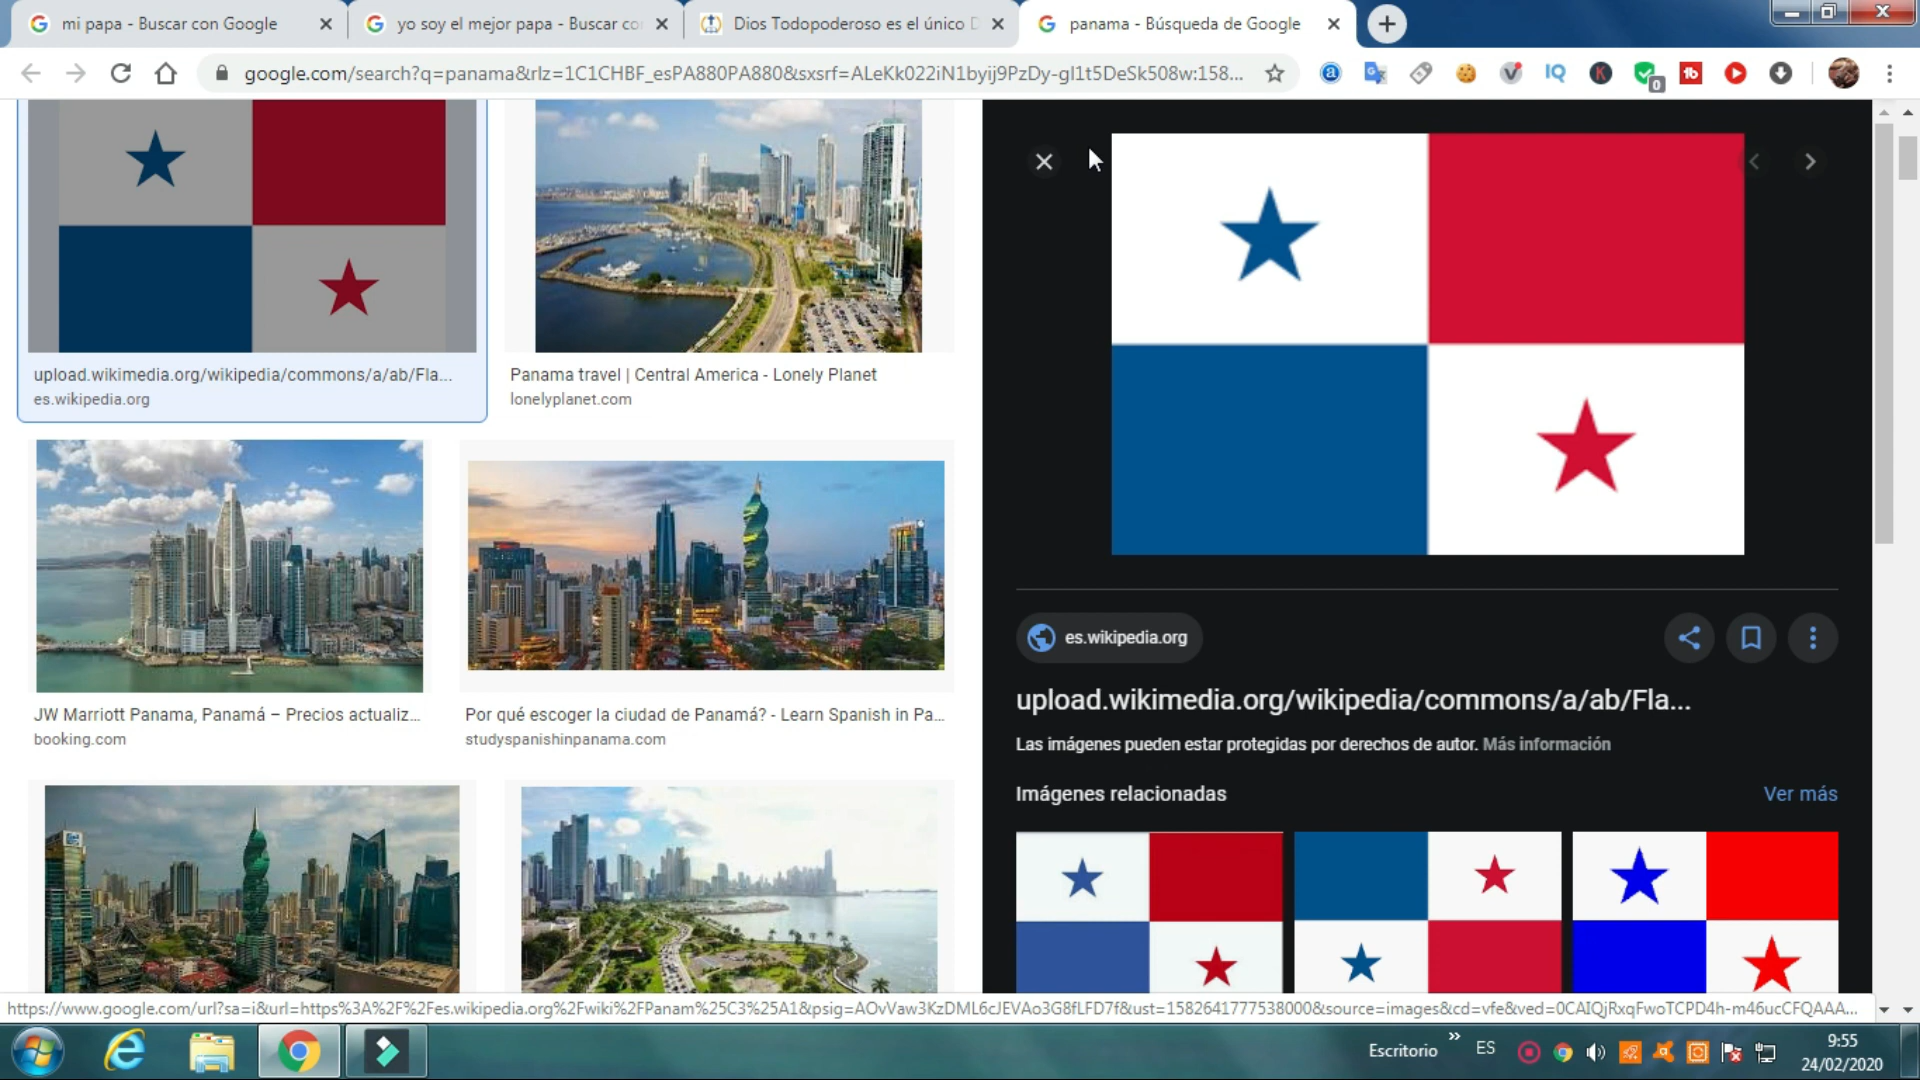 mi papa - Buscar con Google
yo soy el mejor papa - Buscar co
Dios Todopoderoso es el único D
panama - Búsqueda de Google
google.com/search?q=panama&rlz=1C1CHBF_esPA880PA880&sxsrf=ALeKk022iN1byij9PzDy-gI1t5DeSk508w:158...
upload.wikimedia.org/wikipedia/commons/a/ab/Fla...
es.wikipedia.org
Panama travel | Central America - Lonely Planet
lonelyplanet.com
JW Marriott Panama, Panamá – Precios actualiz...
booking.com
Por qué escoger la ciudad de Panamá? - Learn Spanish in Pa...
studyspanishinpanama.com
es.wikipedia.org
upload.wikimedia.org/wikipedia/commons/a/ab/Fla...
Las imágenes pueden estar protegidas por derechos de autor. Más información
Imágenes relacionadas
Ver más
https://www.google.com/url?sa=i&url=https%3A%2F%2Fes.wikipedia.org%2Fwiki%2FPanam%25C3%25A1&psig=AOvVaw3KzDML6cJEVAo3G8fLFD7f&ust=1582641777538000&source=images&cd=vfe&ved=0CAIQjRxqFwoTCPD4h-m46ucCFQAAA...
Escritorio
ES
9:55
24/02/2020